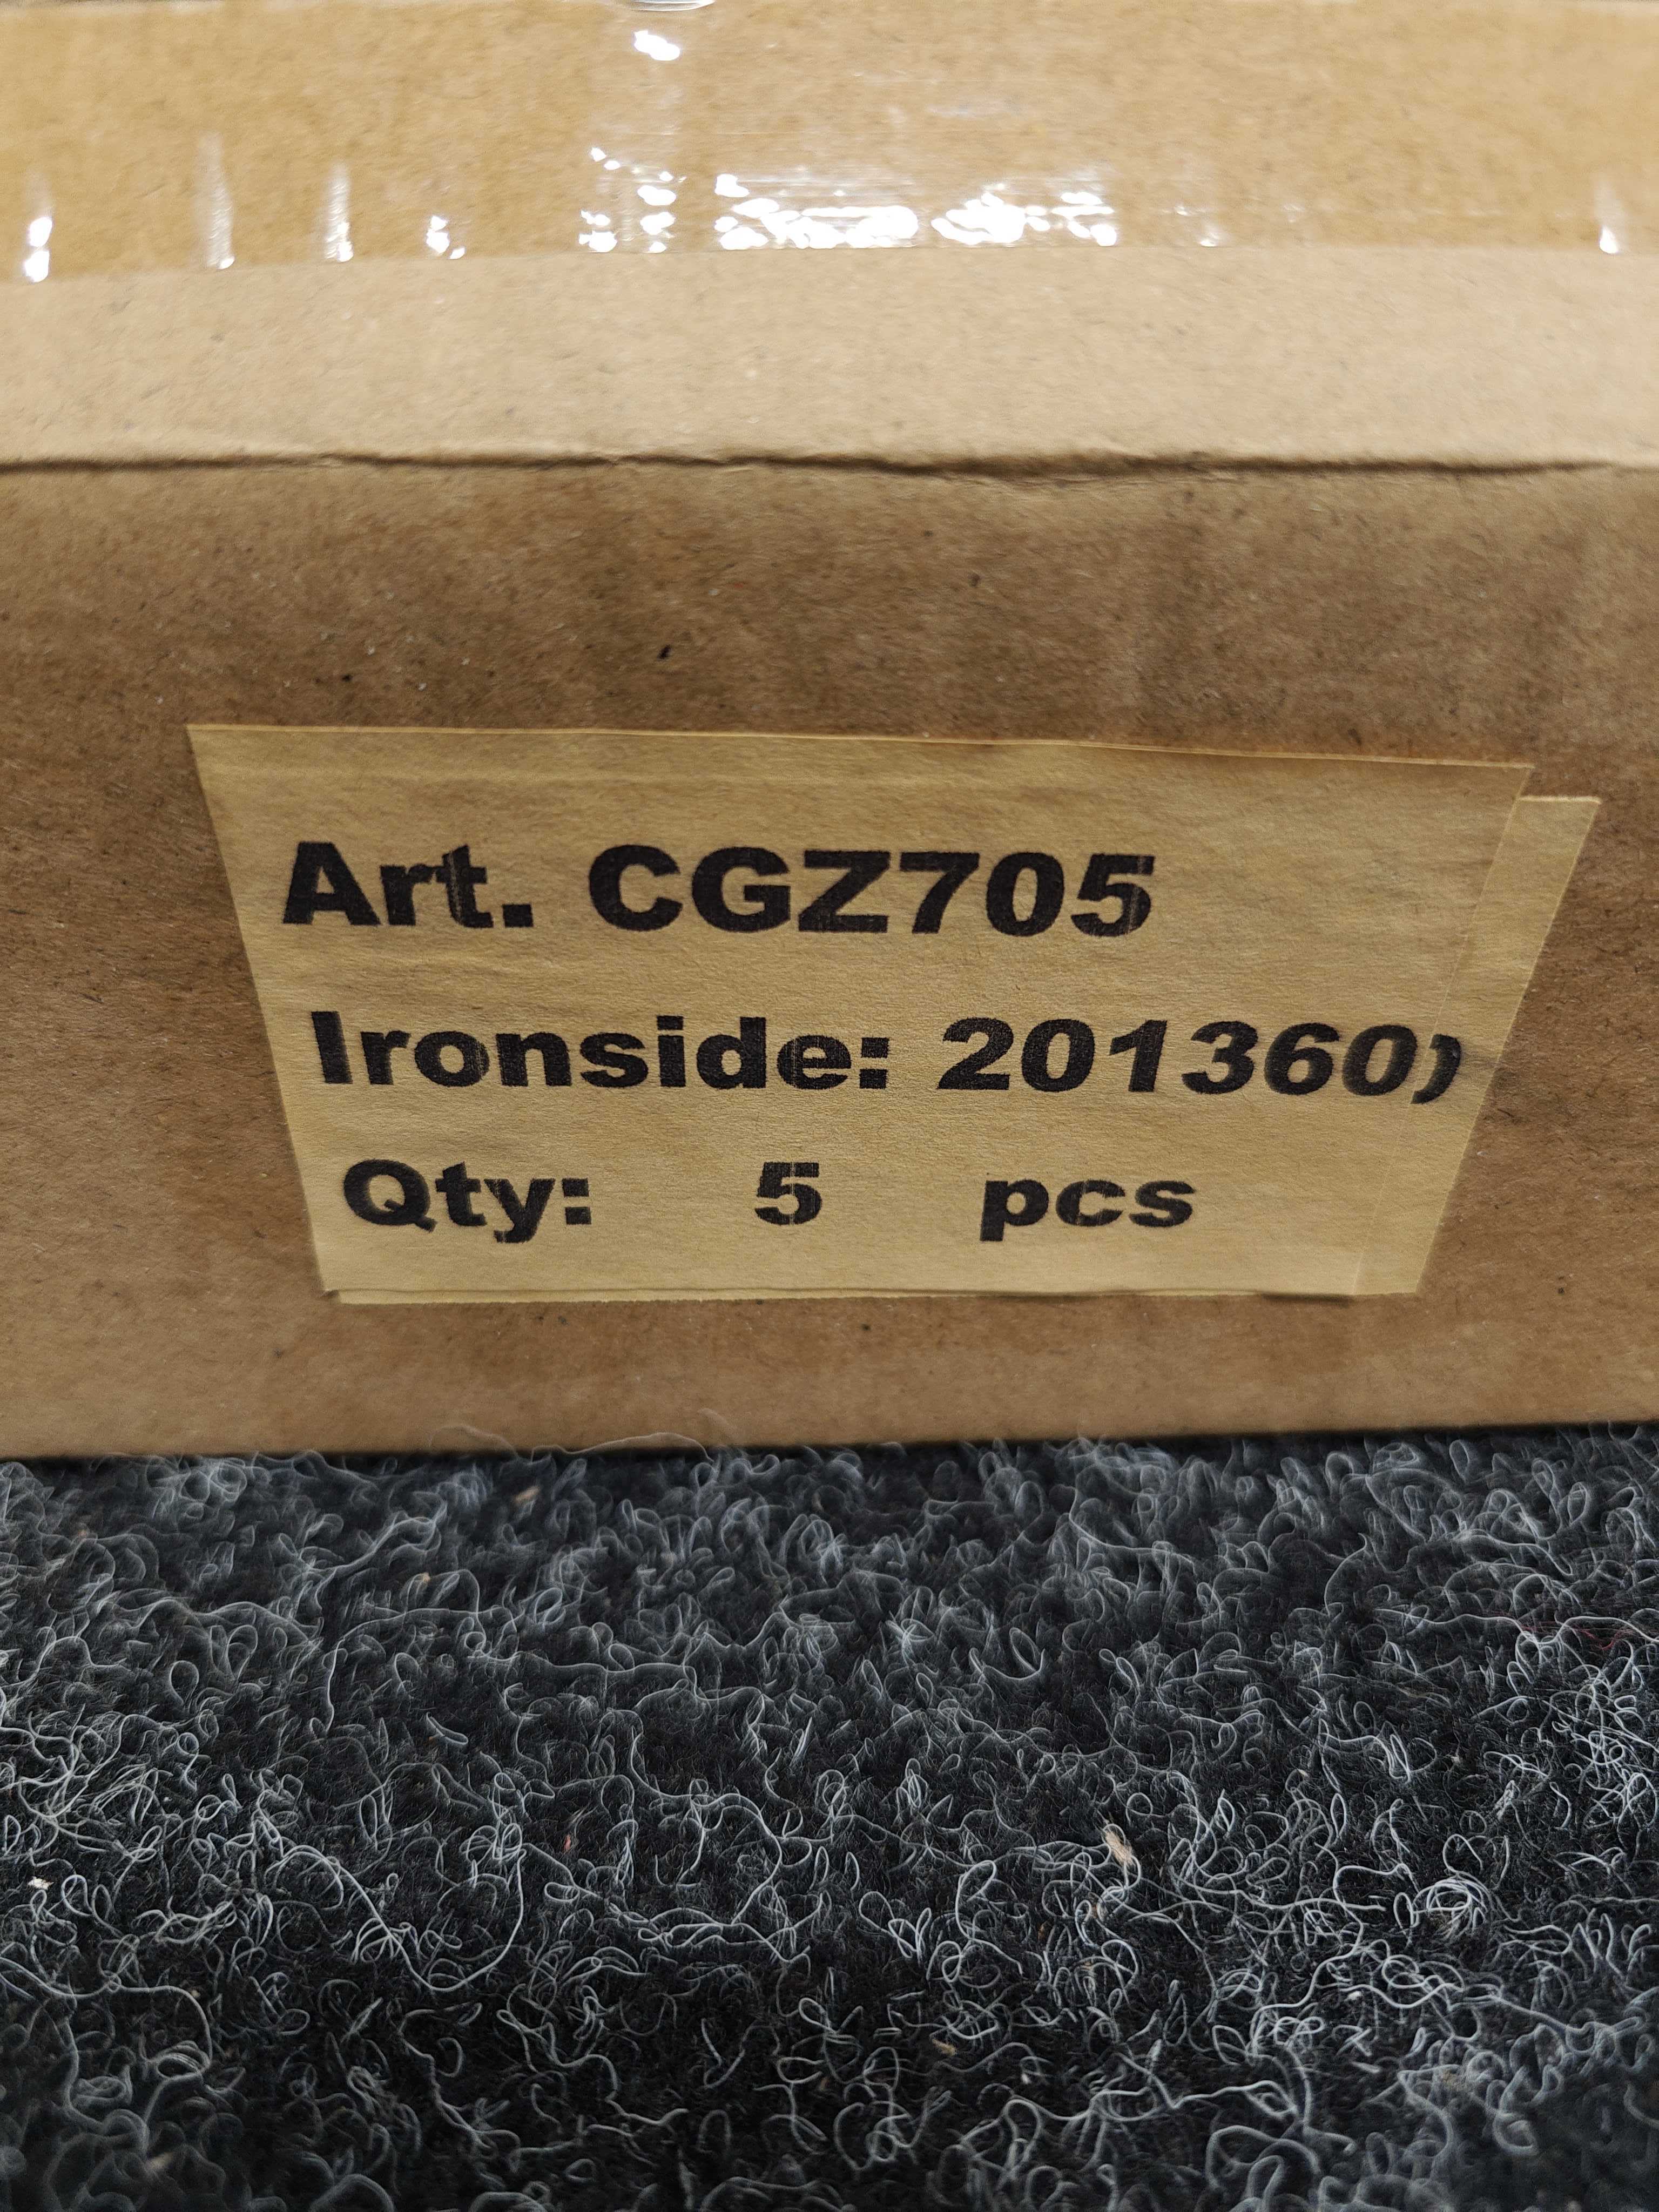 Art. CGZ705
Ironside: 201360)
Qty: 5 pcs